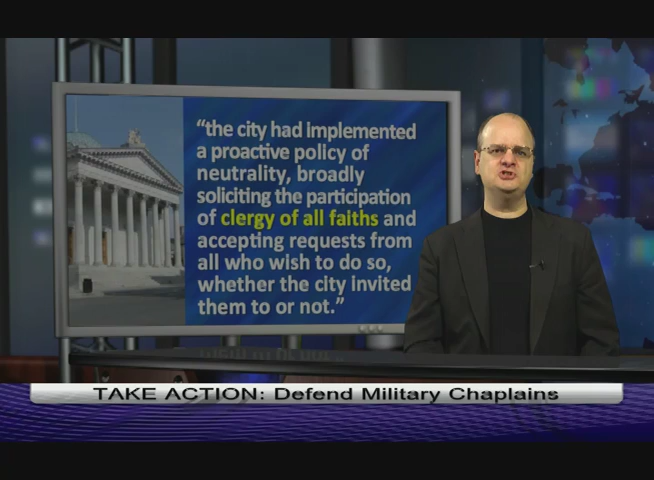 “the city had implemented
a proactive policy of
neutrality, broadly
soliciting the participation
of clergy of all faiths and
accepting requests from
all who wish to do so,
whether the city invited
them to or not.”
TAKE ACTION: Defend Military Chaplains